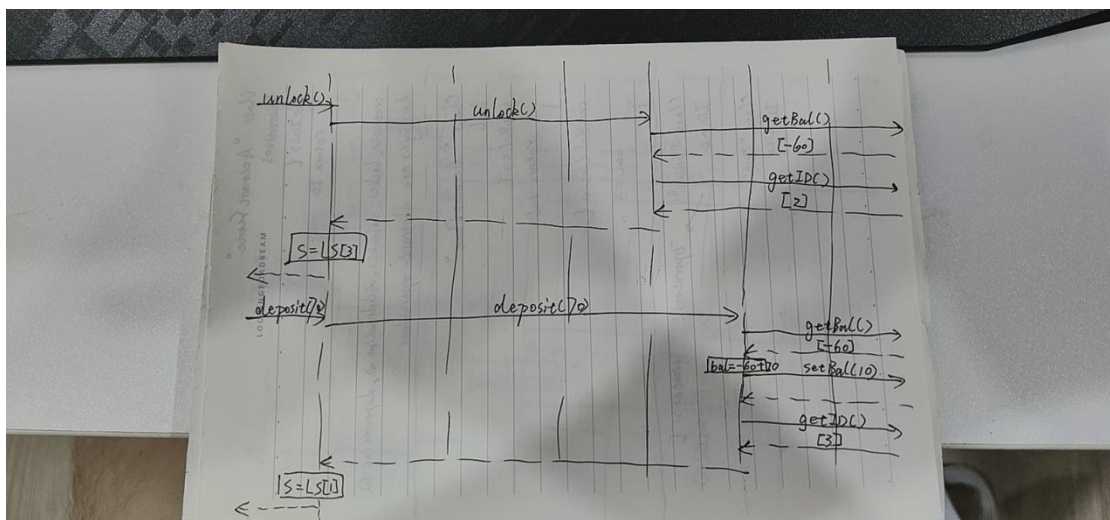 unlock()
unlock()
getBal()
[-60]
getID()
[2]
S=LS[3]
deposit(70)
deposit(70)
getBal()
[-60]
bal=-60+70
setBal(10)
getID()
[3]
S=LS[1]